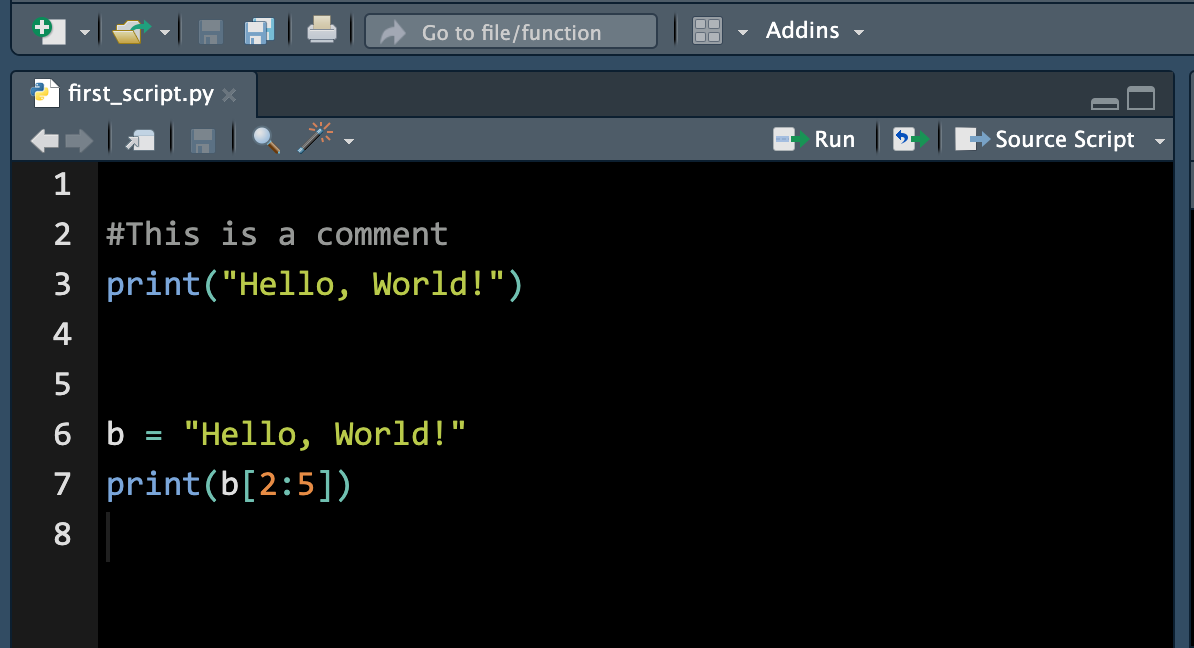 Go to file/function
Addins
first_script.py
Run
Source Script
1
2 #This is a comment
3 print("Hello, World!")
4
5
6 b = "Hello, World!"
7 print(b[2:5])
8